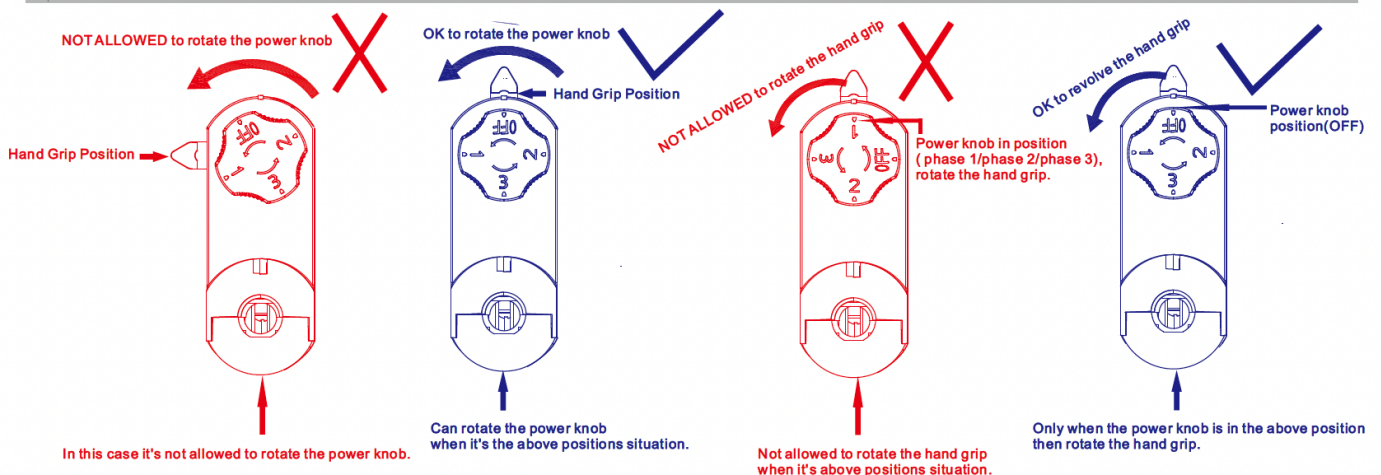 NOT ALLOWED to rotate the power knob
Hand Grip Position
OFF
1
2
3
In this case it's not allowed to rotate the power knob.
OK to rotate the power knob
Hand Grip Position
OFF
1
2
3
Can rotate the power knob
when it's the above positions situation.
NOT ALLOWED to rotate the hand grip
1
3
OFF
2
Power knob in position
( phase 1/phase 2/phase 3),
rotate the hand grip.
Not allowed to rotate the hand grip
when it's above positions situation.
OK to revolve the hand grip
Power knob
position(OFF)
OFF
1
2
3
Only when the power knob is in the above position
then rotate the hand grip.